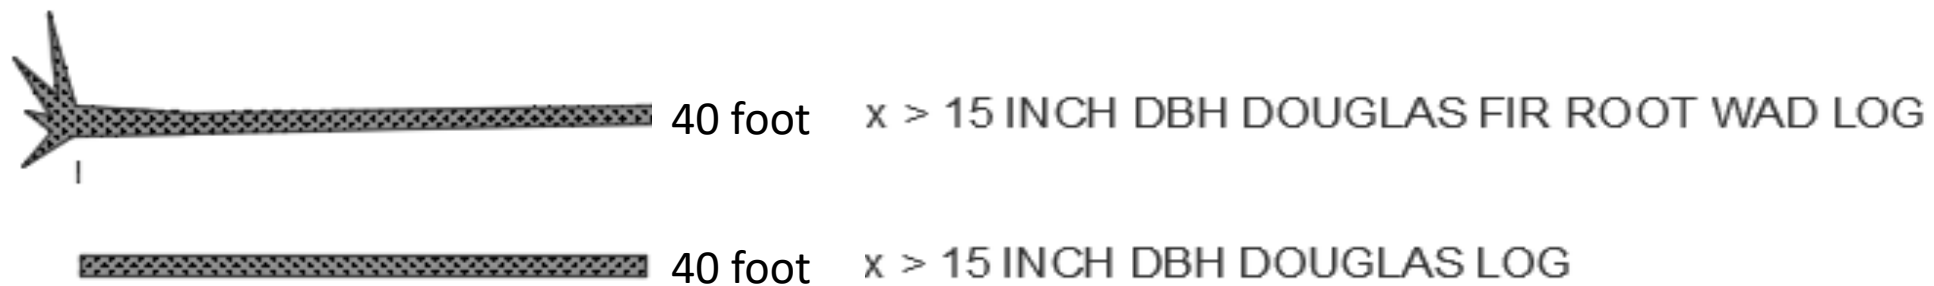 40 foot x > 15 INCH DBH DOUGLAS FIR ROOT WAD LOG
40 foot x > 15 INCH DBH DOUGLAS LOG